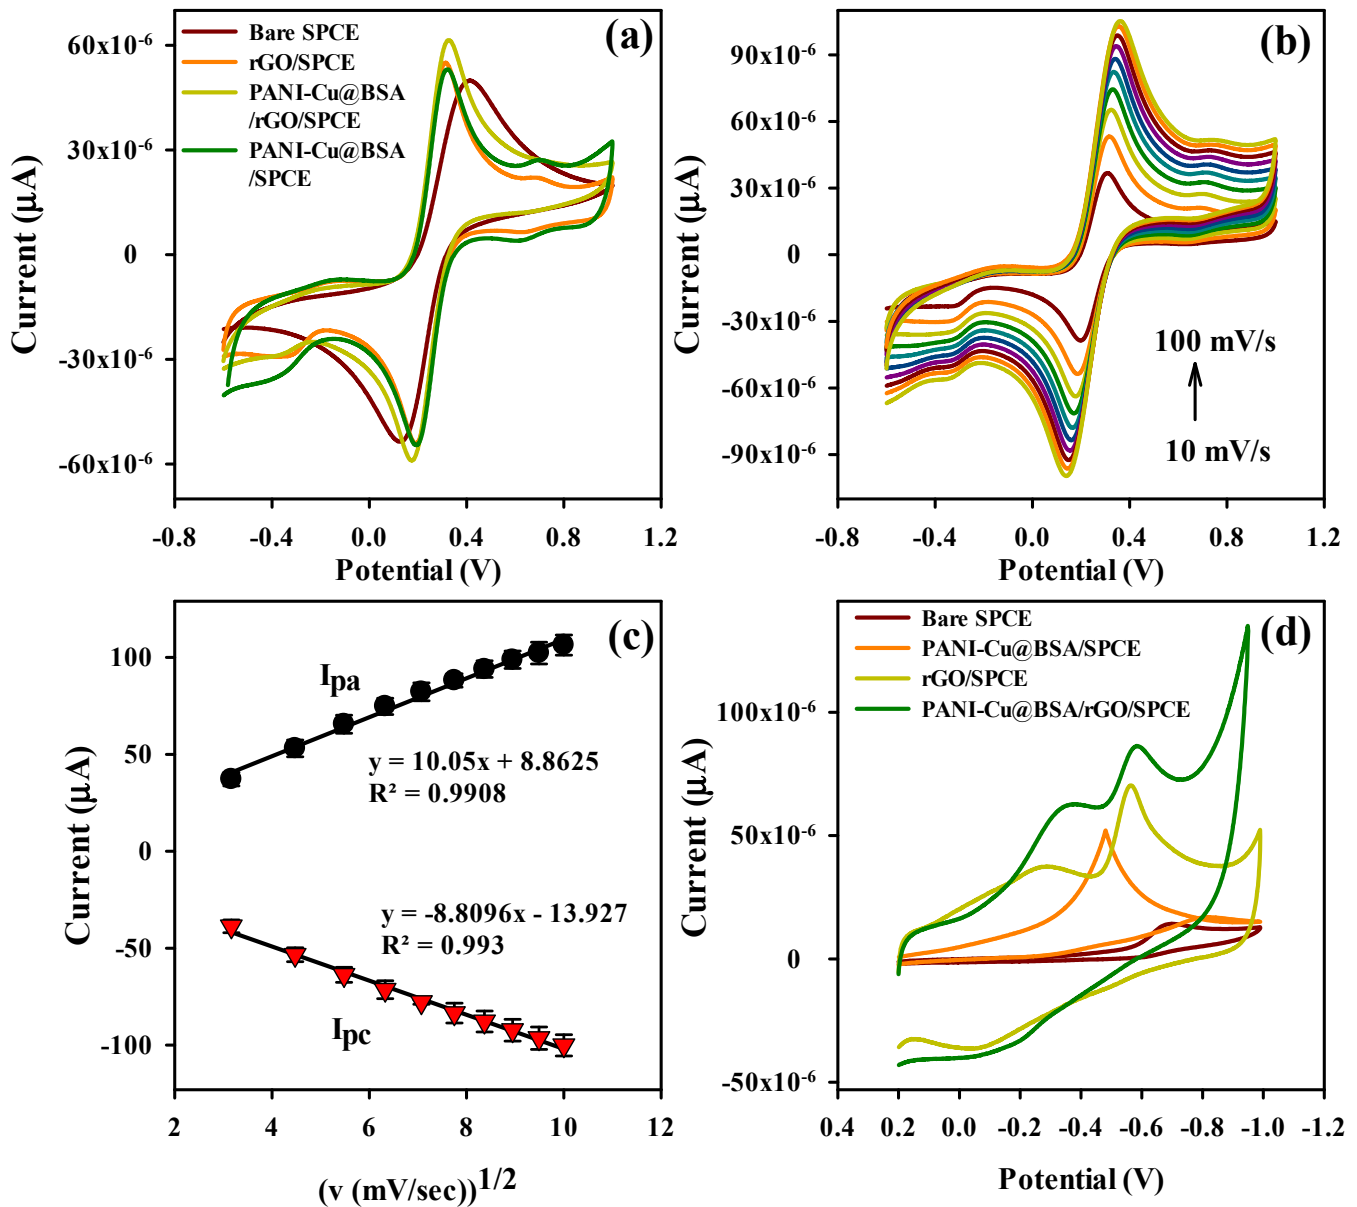 (a)
Bare SPCE
rGO/SPCE
PANI-Cu@BSA
/rGO/SPCE
PANI-Cu@BSA
/SPCE
Current (µA)
60x10⁻⁶
30x10⁻⁶
0
-30x10⁻⁶
-60x10⁻⁶
-0.8 -0.4 0.0 0.4 0.8 1.2
Potential (V)
(b)
Current (µA)
90x10⁻⁶
60x10⁻⁶
30x10⁻⁶
0
-30x10⁻⁶
-60x10⁻⁶
-90x10⁻⁶
100 mV/s
10 mV/s
-0.8 -0.4 0.0 0.4 0.8 1.2
Potential (V)
(c)
Current (µA)
100
50
0
-50
-100
Ipa
y = 10.05x + 8.8625
R² = 0.9908
y = -8.8096x - 13.927
R² = 0.993
Ipc
2 4 6 8 10 12
(v (mV/sec))1/2
(d)
Bare SPCE
PANI-Cu@BSA/SPCE
rGO/SPCE
PANI-Cu@BSA/rGO/SPCE
Current (µA)
100x10⁻⁶
50x10⁻⁶
0
-50x10⁻⁶
0.4 0.2 0.0 -0.2 -0.4 -0.6 -0.8 -1.0 -1.2
Potential (V)